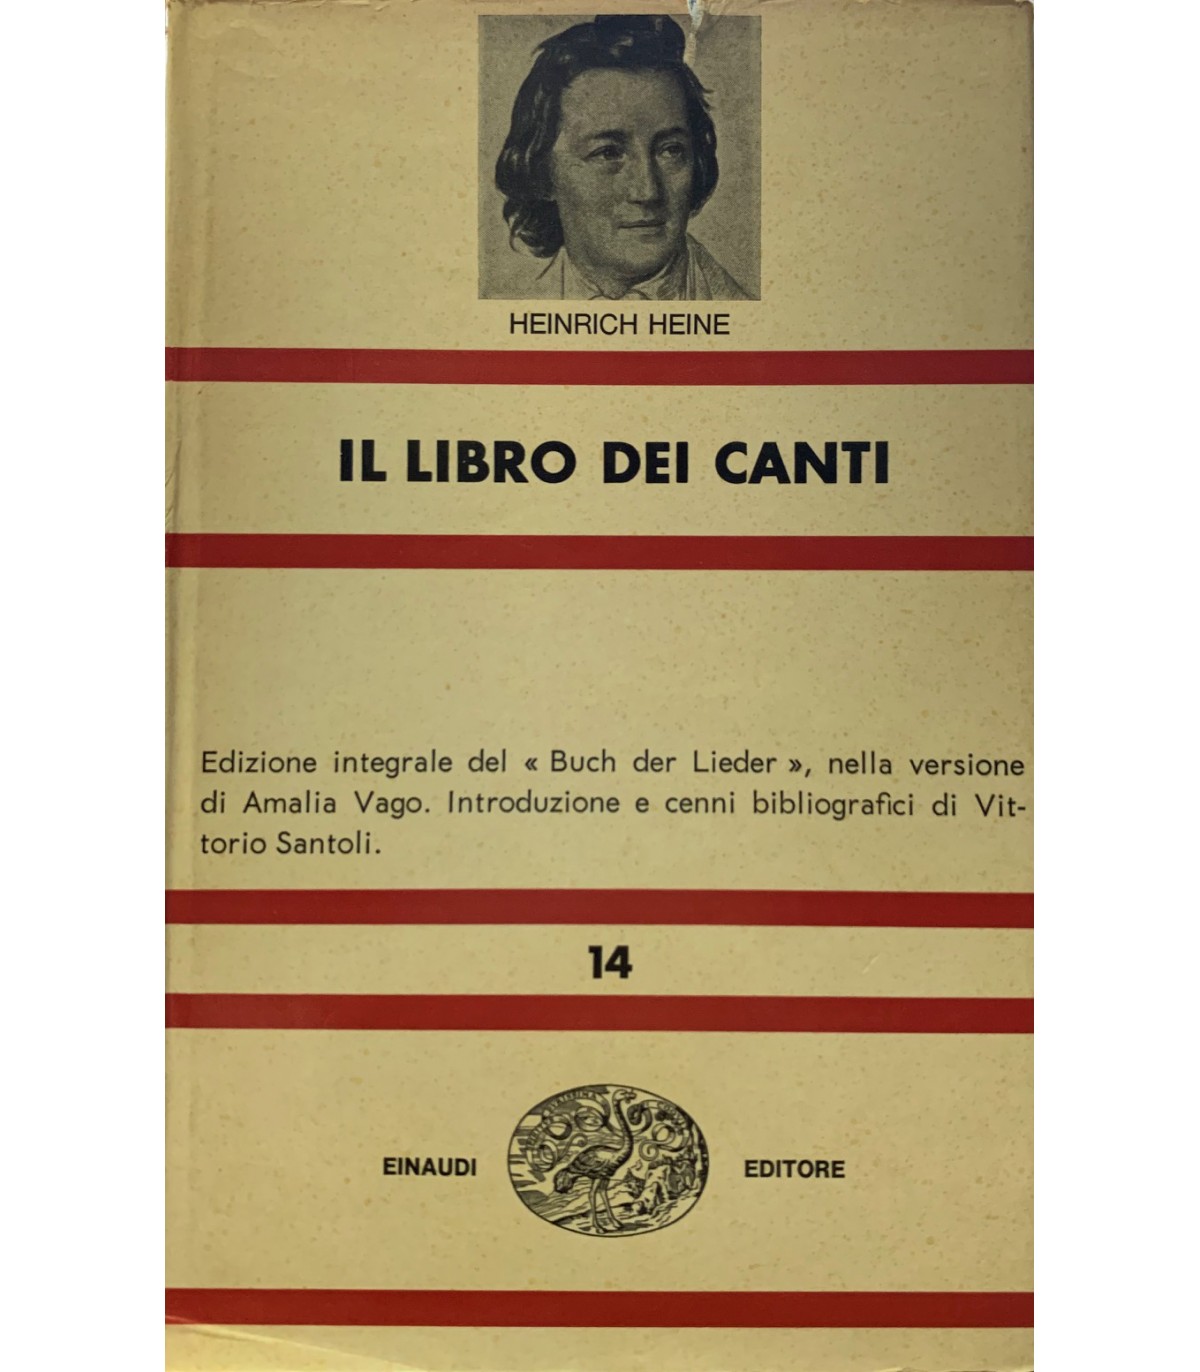 HEINRICH HEINE
IL LIBRO DEI CANTI
Edizione integrale del « Buch der Lieder », nella versione
di Amalia Vago. Introduzione e cenni bibliografici di Vit-
torio Santoli.
14
EINAUDI EDITORE